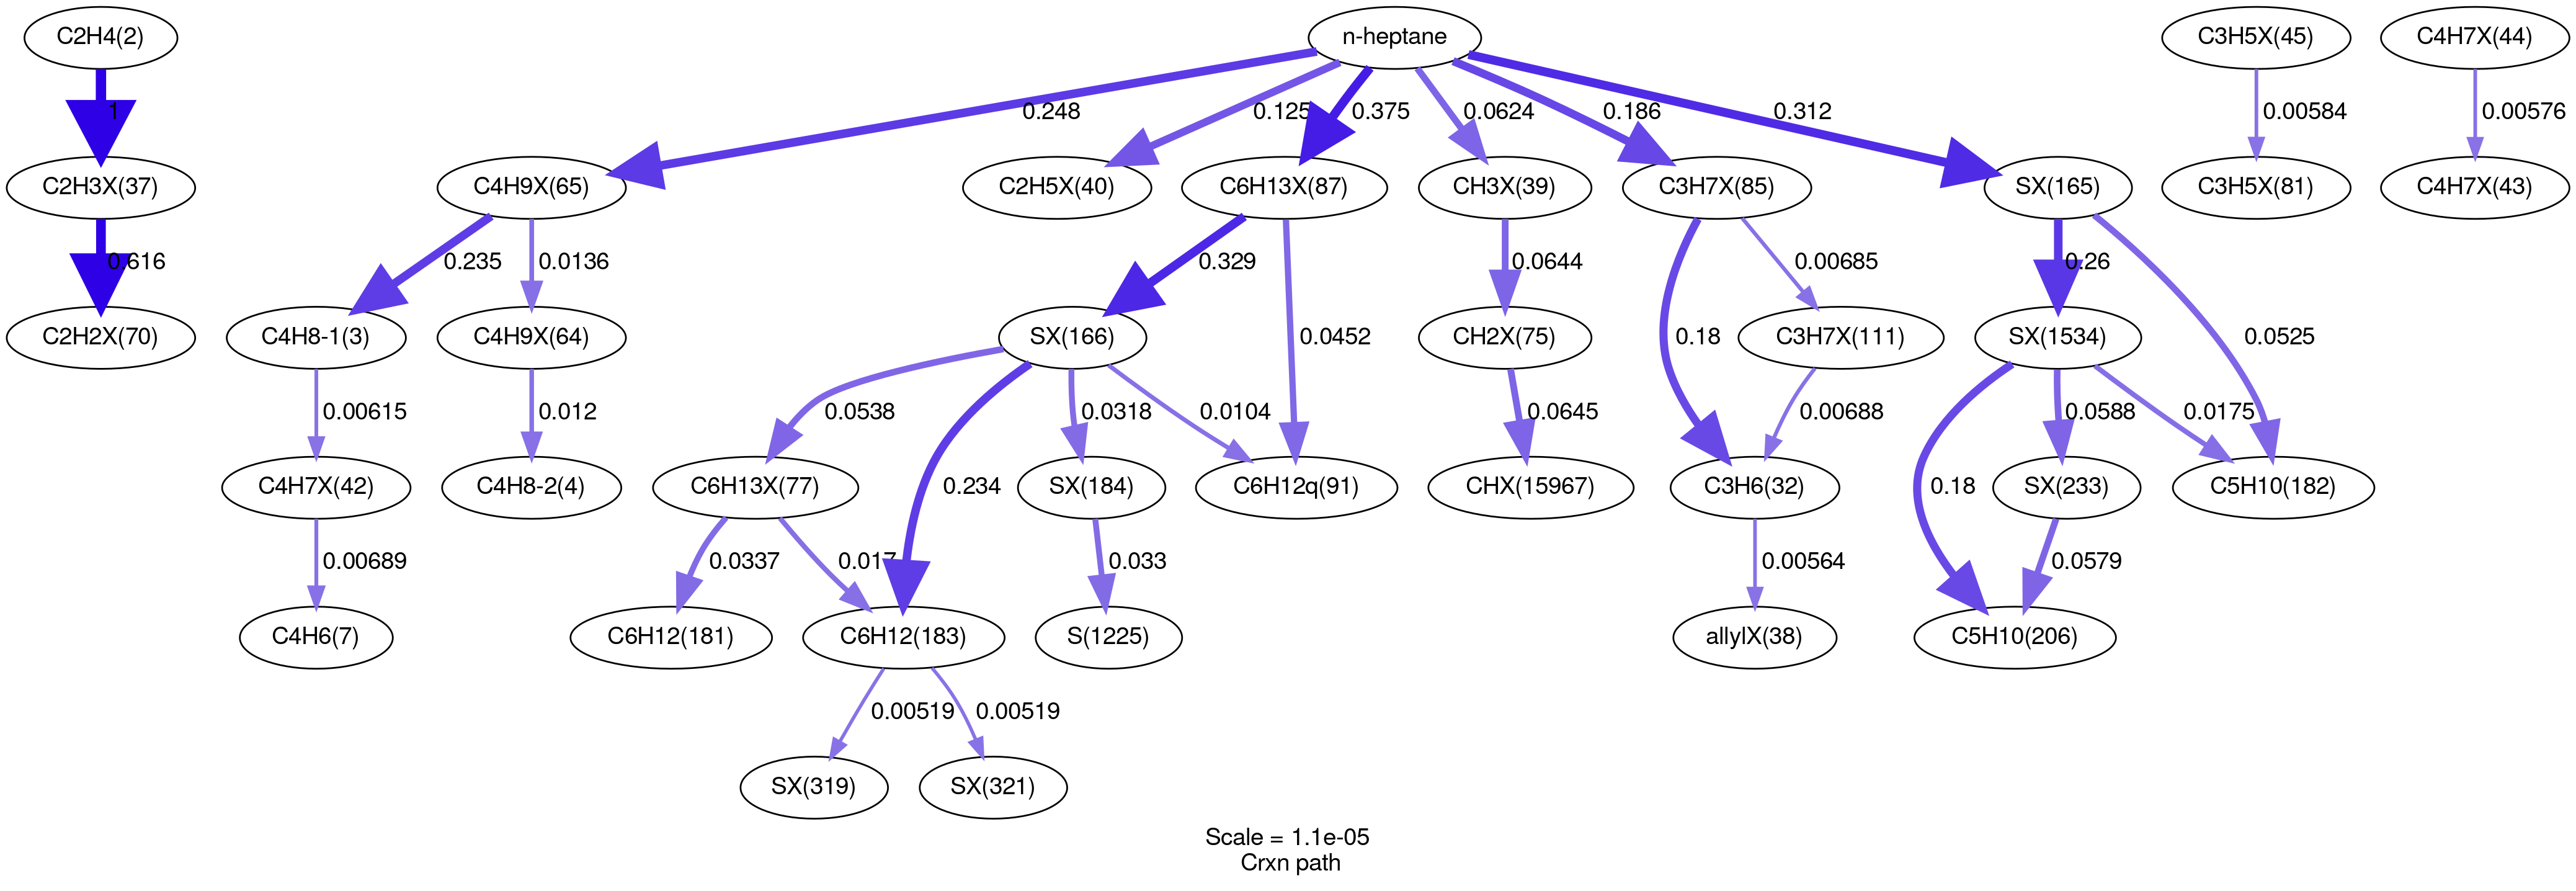 C2H4(2)
n-heptane
C3H5X(45)
C4H7X(44)
1
0.248
0.125
0.375
0.0624
0.186
0.312
0.00584
0.00576
C2H3X(37)
C4H9X(65)
C2H5X(40)
C6H13X(87)
CH3X(39)
C3H7X(85)
SX(165)
C3H5X(81)
C4H7X(43)
0.616
0.235
0.0136
0.329
0.0644
0.00685
0.26
C2H2X(70)
C4H8-1(3)
C4H9X(64)
SX(166)
0.0452
CH2X(75)
0.18
C3H7X(111)
SX(1534)
0.0525
0.00615
0.012
0.0538
0.0318
0.0104
0.0645
0.00688
0.0588
0.0175
C4H7X(42)
C4H8-2(4)
C6H13X(77)
0.234
SX(184)
C6H12q(91)
CHX(15967)
C3H6(32)
0.18
SX(233)
C5H10(182)
0.00689
0.0337
0.017
0.033
0.00564
0.0579
C4H6(7)
C6H12(181)
C6H12(183)
S(1225)
allylX(38)
C5H10(206)
0.00519
0.00519
SX(319)
SX(321)
Scale = 1.1e-05
Crxn path